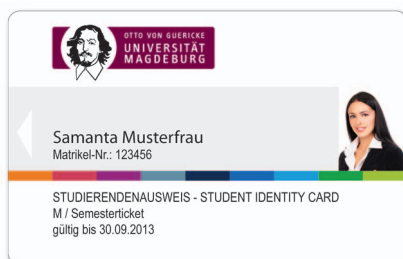 OTTO VON GUERICKE
UNIVERSITÄT
MAGDEBURG
Samanta Musterfrau
Matrikel-Nr.: 123456
STUDIERENDENAUSWEIS - STUDENT IDENTITY CARD
M / Semesterticket
gültig bis 30.09.2013